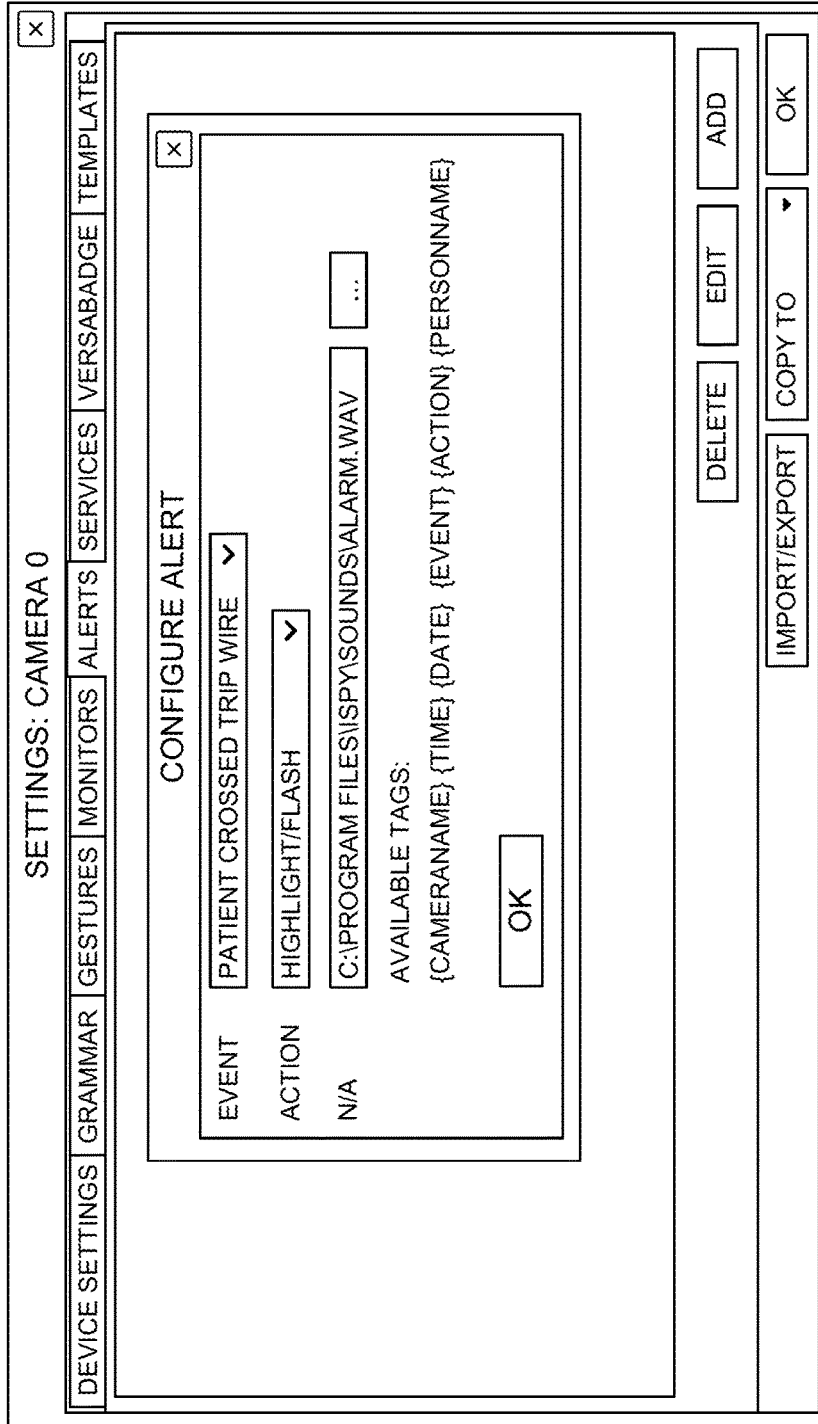 SETTINGS: CAMERA 0 X
DEVICE SETTINGS GRAMMAR GESTURES MONITORS ALERTS SERVICES VERSABADGE TEMPLATES
CONFIGURE ALERT X
EVENT PATIENT CROSSED TRIP WIRE
ACTION HIGHLIGHT/FLASH
N/A C:\PROGRAM FILES\ISPY\SOUNDS\ALARM.WAV ...
AVAILABLE TAGS:
{CAMERANAME} {TIME} {DATE} {EVENT} {ACTION} {PERSONNAME}
OK
DELETE EDIT ADD
IMPORT/EXPORT COPY TO OK